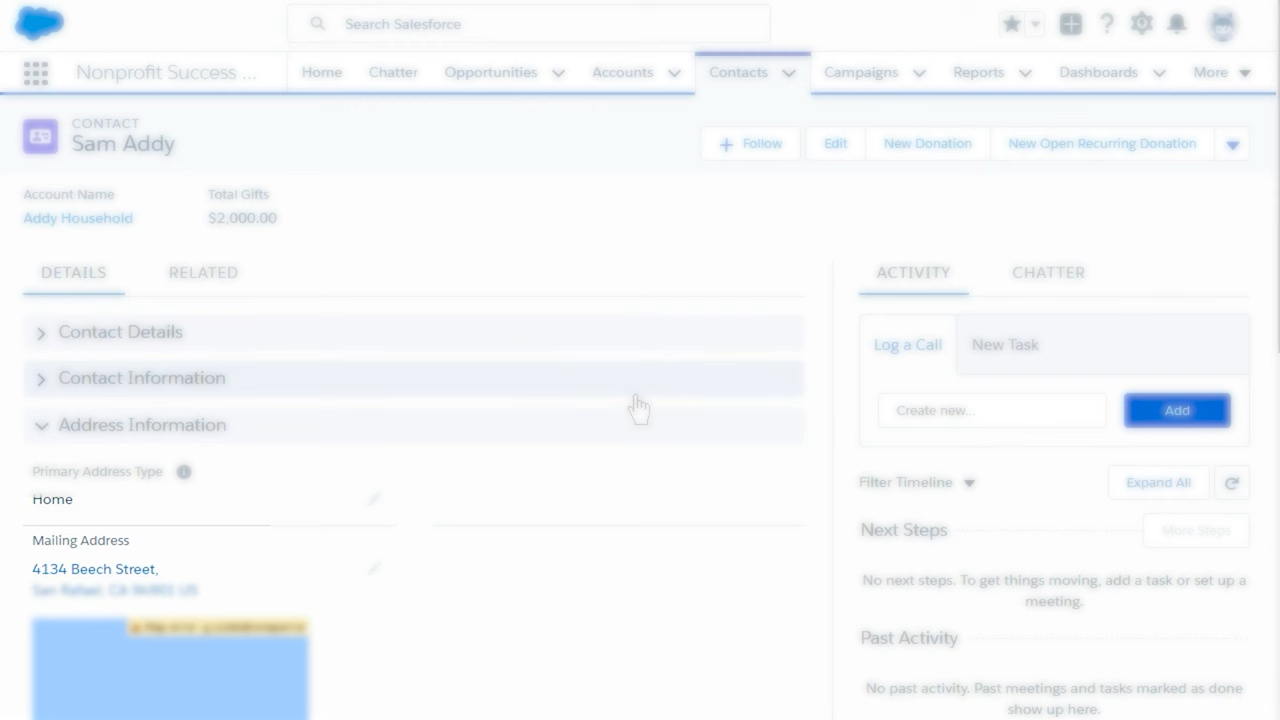 Search Salesforce
Nonprofit Success ...
Home
Chatter
Opportunities
Accounts
Contacts
Campaigns
Reports
Dashboards
More
CONTACT
Sam Addy
+ Follow
Edit
New Donation
New Open Recurring Donation
Account Name
Total Gifts
Addy Household
$2,000.00
DETAILS
RELATED
ACTIVITY
CHATTER
Contact Details
Contact Information
Address Information
Primary Address Type
Home
Mailing Address
4134 Beech Street,
San Rafael, CA 94901 US
Log a Call
New Task
Create new...
Add
Filter Timeline
Expand All
Next Steps
More Steps
No next steps. To get things moving, add a task or set up a
meeting.
Past Activity
No past activity. Past meetings and tasks marked as done
show up here.